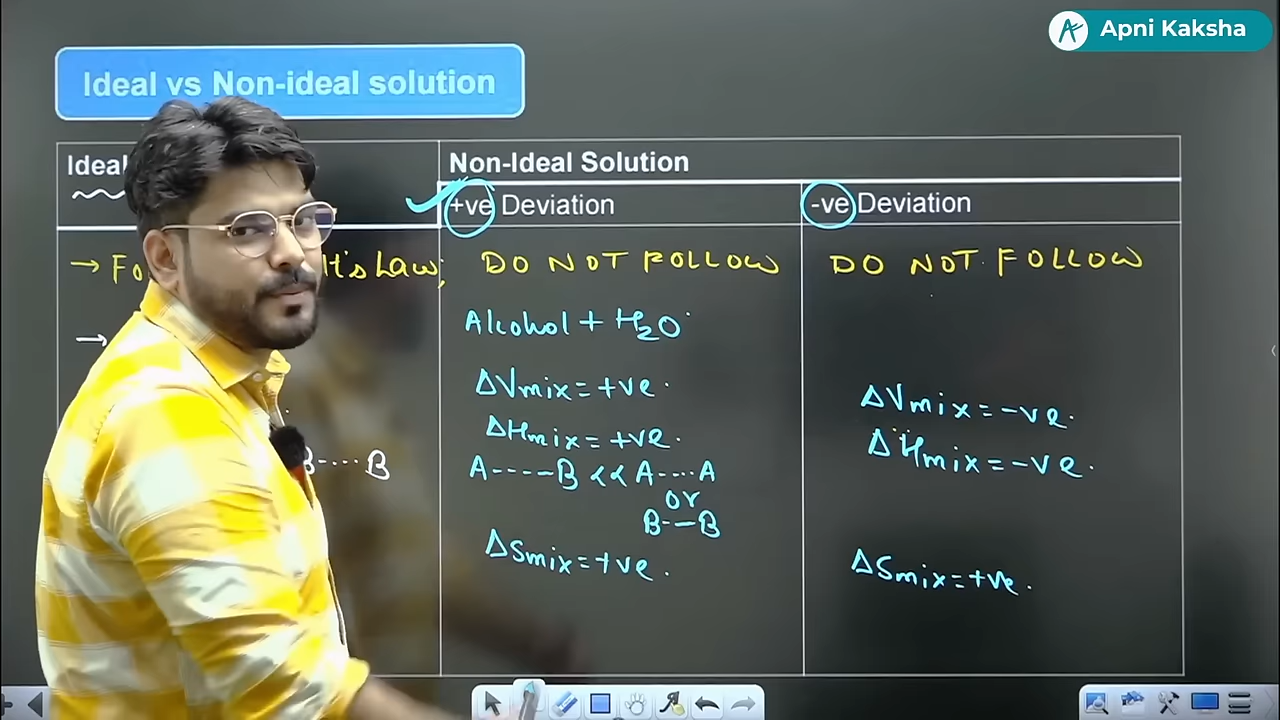 Apni Kaksha
Ideal vs Non-ideal solution
Ideal
Non-Ideal Solution
+ve Deviation
-ve Deviation
→ Fo
lt's Law;
DO NOT FOLLOW
DO NOT FOLLOW
Alcohol + H₂O
→
ΔVmix = +ve.
ΔHmix = +ve.
A----B << A----A
or
B--B
ΔSmix = +ve.
ΔVmix = -ve.
ΔHmix = -ve.
ΔSmix = +ve.
B----B